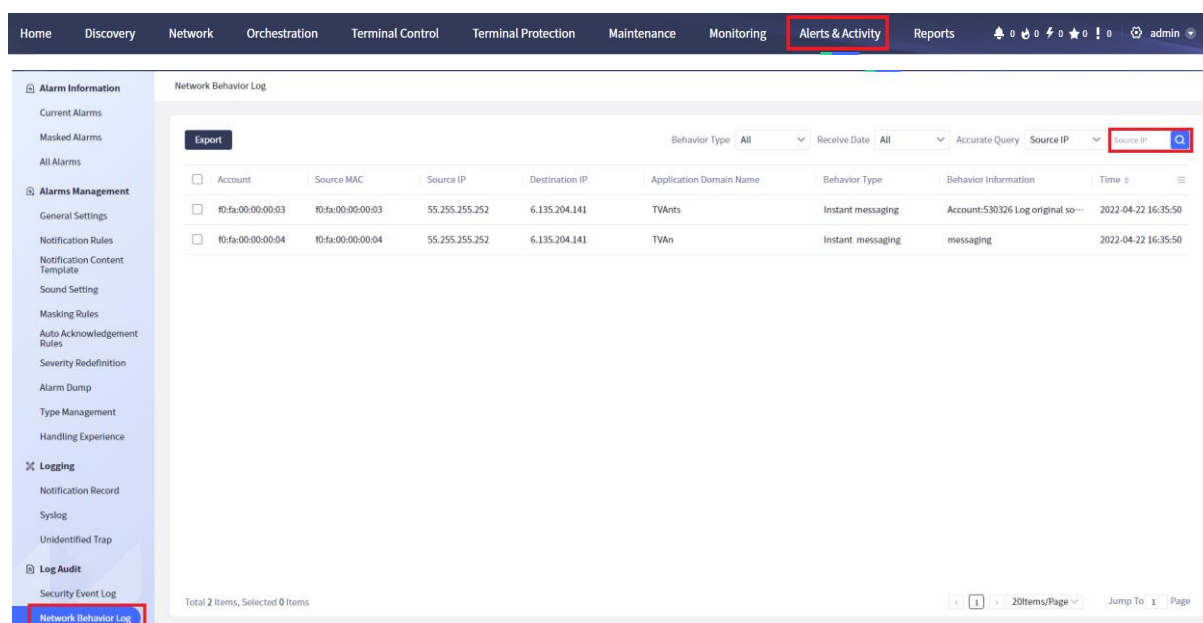 Home Discovery Network Orchestration Terminal Control Terminal Protection Maintenance Monitoring Alerts & Activity Reports 0 0 0 0 0 admin
Alarm Information
Current Alarms
Masked Alarms
All Alarms
Alarms Management
General Settings
Notification Rules
Notification Content
Template
Sound Setting
Masking Rules
Auto Acknowledgement
Rules
Severity Redefinition
Alarm Dump
Type Management
Handling Experience
Logging
Notification Record
Syslog
Unidentified Trap
Log Audit
Security Event Log
Network Behavior Log
Network Behavior Log
Export Behavior Type All Receive Date All Accurate Query Source IP Source IP
Account Source MAC Source IP Destination IP Application Domain Name Behavior Type Behavior Information Time
f0:fa:00:00:00:03 f0:fa:00:00:00:03 55.255.255.252 6.135.204.141 TVAnts Instant messaging Account:530326 Log original so··· 2022-04-22 16:35:50
f0:fa:00:00:00:04 f0:fa:00:00:00:04 55.255.255.252 6.135.204.141 TVAn Instant messaging messaging 2022-04-22 16:35:50
Total 2 Items, Selected 0 Items < 1 > 20Items/Page Jump To 1 Page